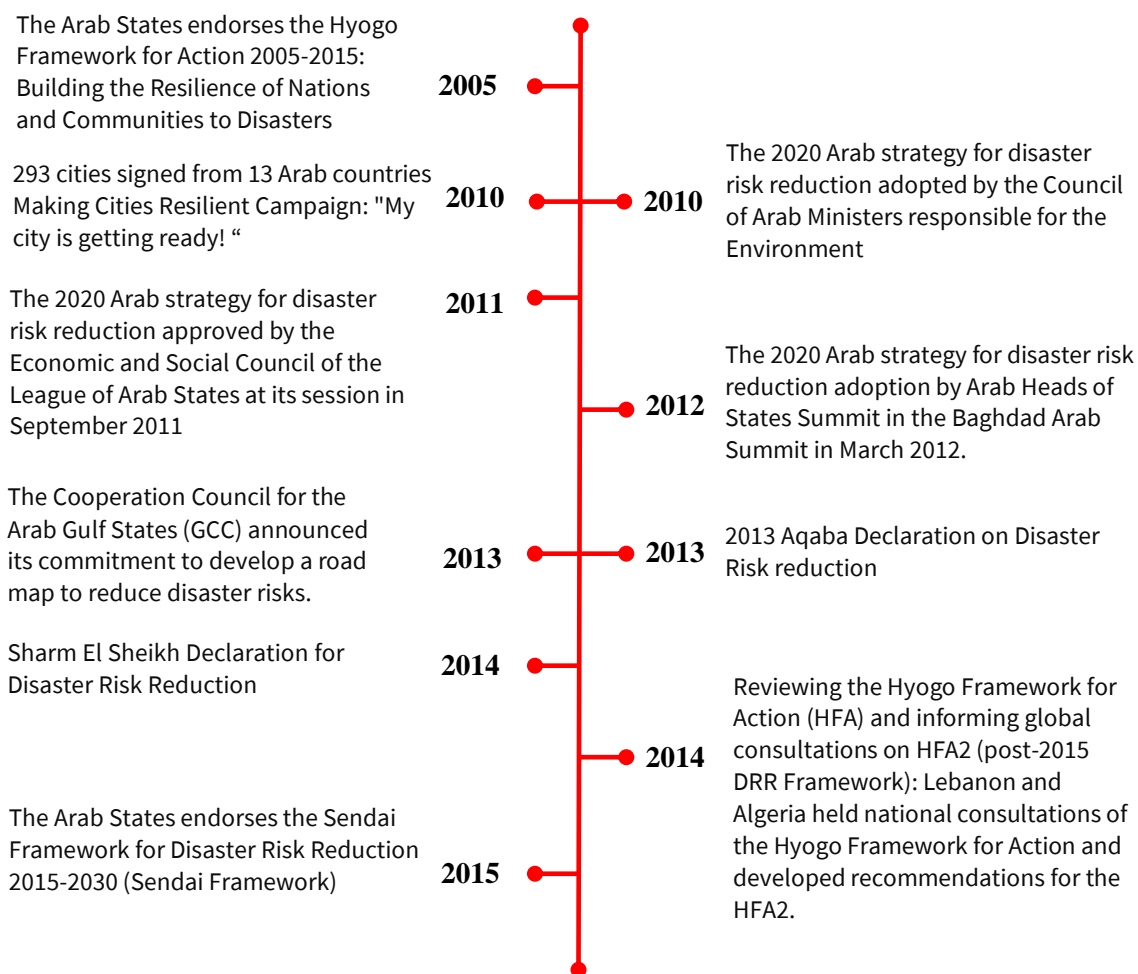 The Arab States endorses the Hyogo
Framework for Action 2005-2015:
Building the Resilience of Nations
and Communities to Disasters
2005
293 cities signed from 13 Arab countries
Making Cities Resilient Campaign: "My
city is getting ready! “
2010
2010
The 2020 Arab strategy for disaster
risk reduction adopted by the Council
of Arab Ministers responsible for the
Environment
The 2020 Arab strategy for disaster
risk reduction approved by the
Economic and Social Council of the
League of Arab States at its session in
September 2011
2011
2012
The 2020 Arab strategy for disaster risk
reduction adoption by Arab Heads of
States Summit in the Baghdad Arab
Summit in March 2012.
The Cooperation Council for the
Arab Gulf States (GCC) announced
its commitment to develop a road
map to reduce disaster risks.
2013
2013
2013 Aqaba Declaration on Disaster
Risk reduction
Sharm El Sheikh Declaration for
Disaster Risk Reduction
2014
2014
Reviewing the Hyogo Framework for
Action (HFA) and informing global
consultations on HFA2 (post-2015
DRR Framework): Lebanon and
Algeria held national consultations of
the Hyogo Framework for Action and
developed recommendations for the
HFA2.
The Arab States endorses the Sendai
Framework for Disaster Risk Reduction
2015-2030 (Sendai Framework)
2015